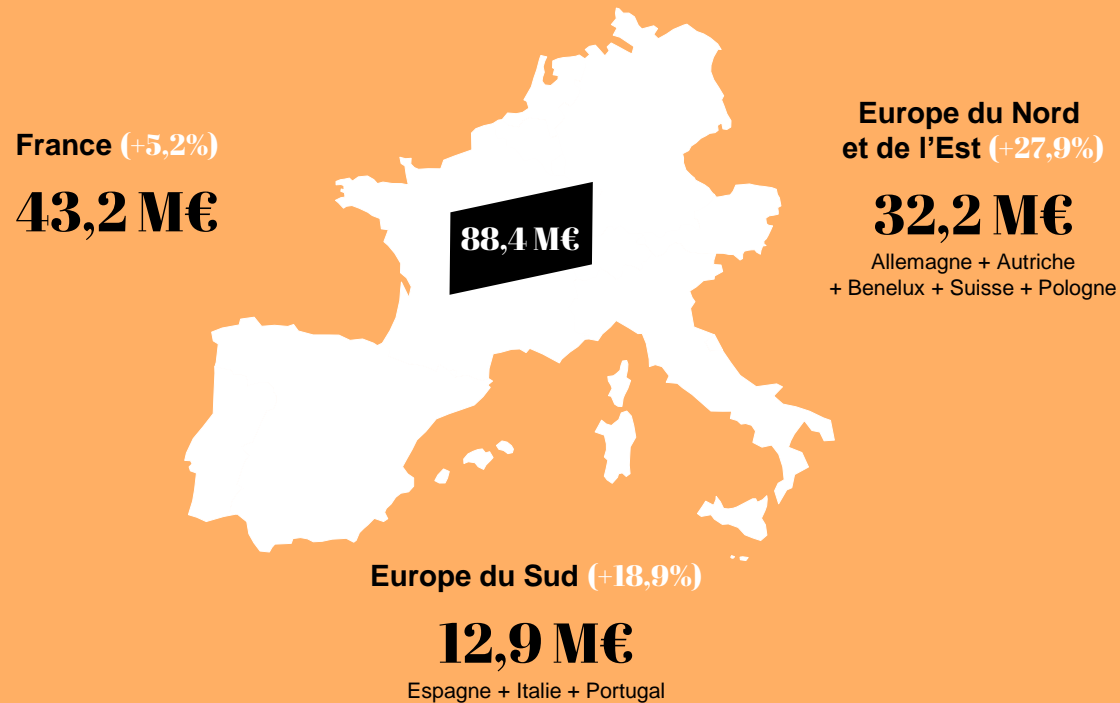 France (+5,2%)
43,2 M€
88,4 M€
Europe du Nord
et de l'Est (+27,9%)
32,2 M€
Allemagne + Autriche
+ Benelux + Suisse + Pologne
Europe du Sud (+18,9%)
12,9 M€
Espagne + Italie + Portugal